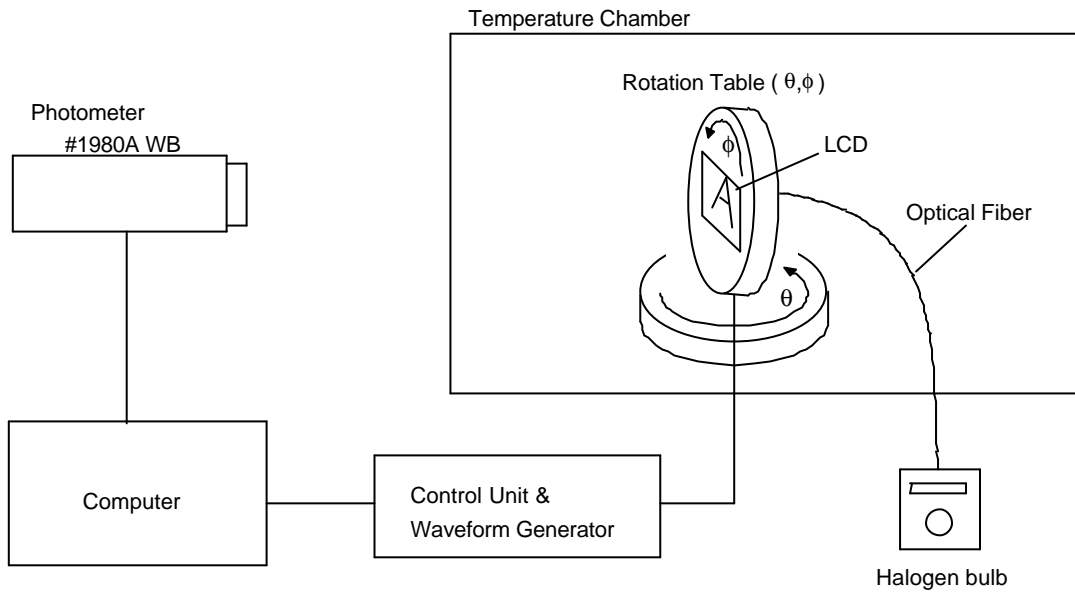 Temperature Chamber
Rotation Table ( θ,ϕ )
Photometer
#1980A WB
ϕ
LCD
A
Optical Fiber
θ
Computer
Control Unit &
Waveform Generator
Halogen bulb